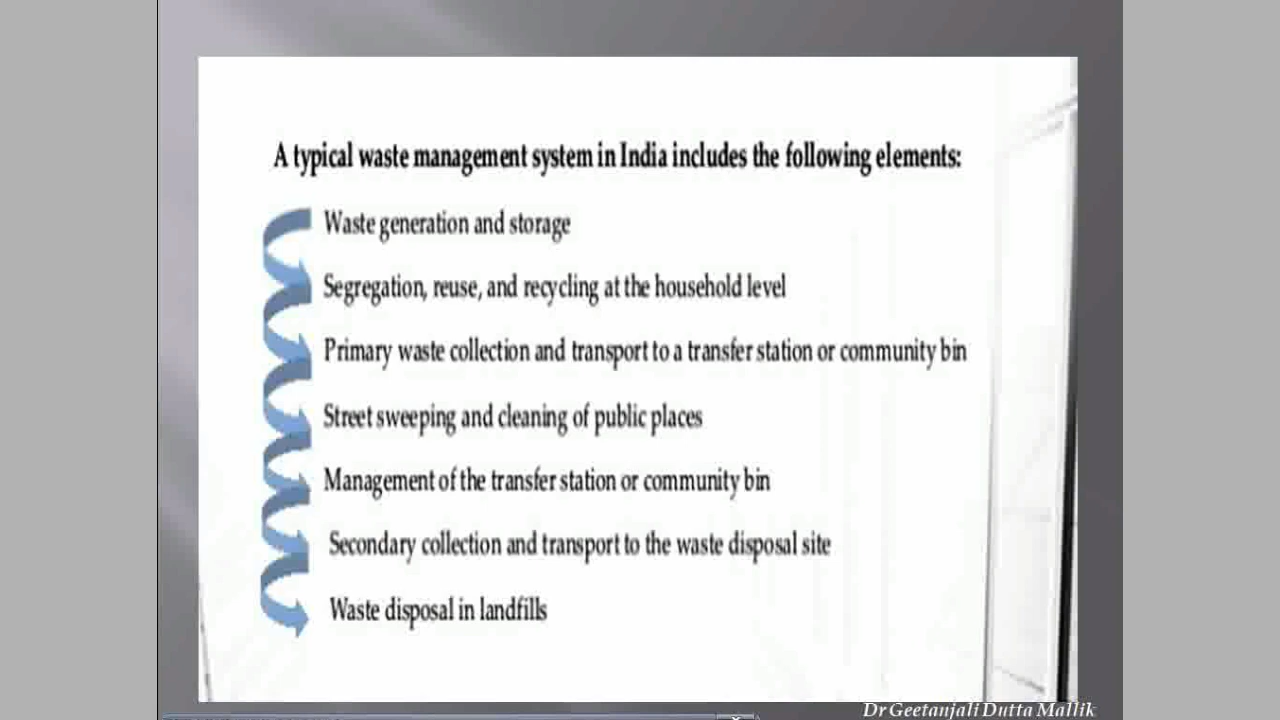 A typical waste management system in India includes the following elements:
Waste generation and storage
Segregation, reuse, and recycling at the household level
Primary waste collection and transport to a transfer station or community bin
Street sweeping and cleaning of public places
Management of the transfer station or community bin
Secondary collection and transport to the waste disposal site
Waste disposal in landfills
Dr Geetanjali Dutta Mallik